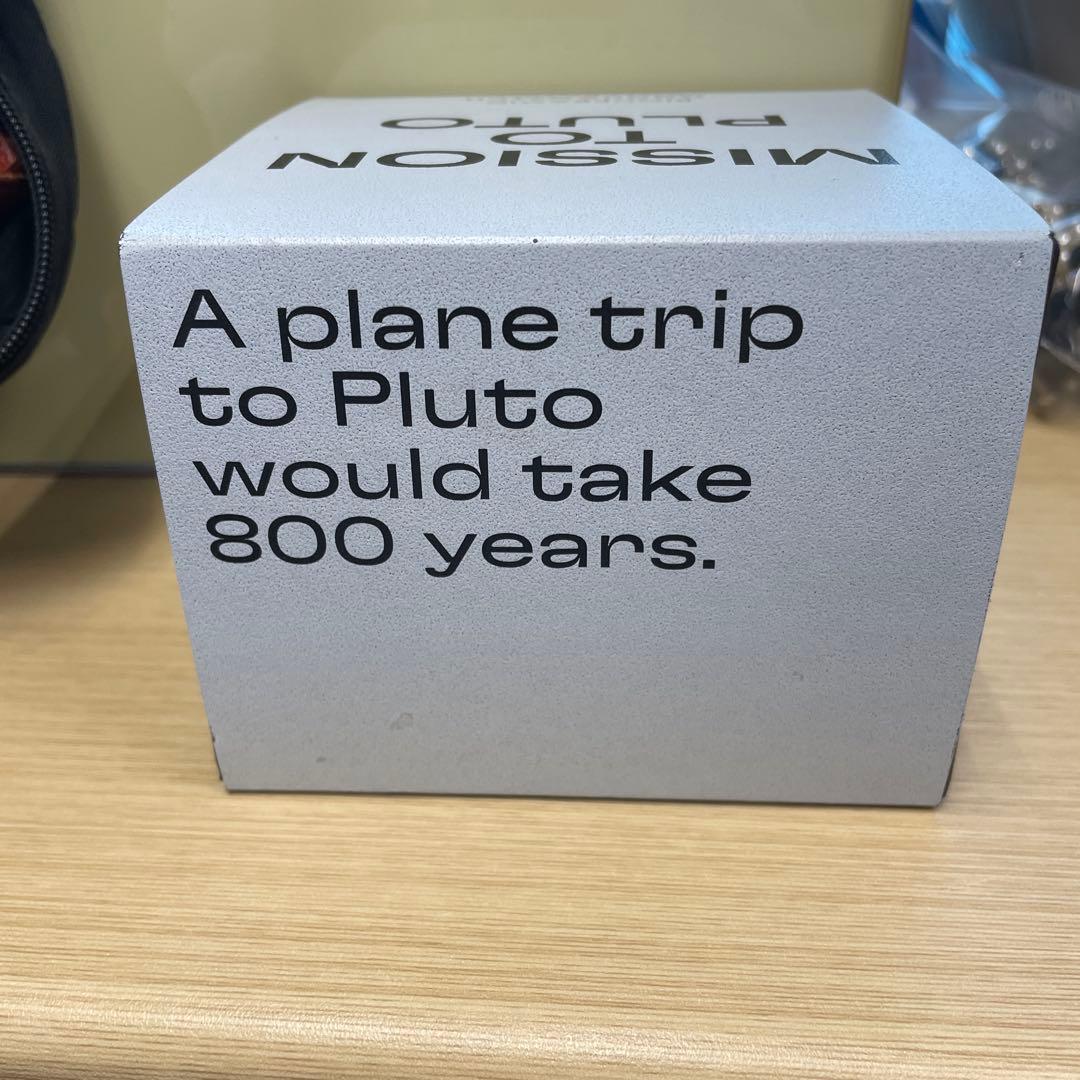 MISSION
TO
PLUTO
A plane trip
to Pluto
would take
800 years.